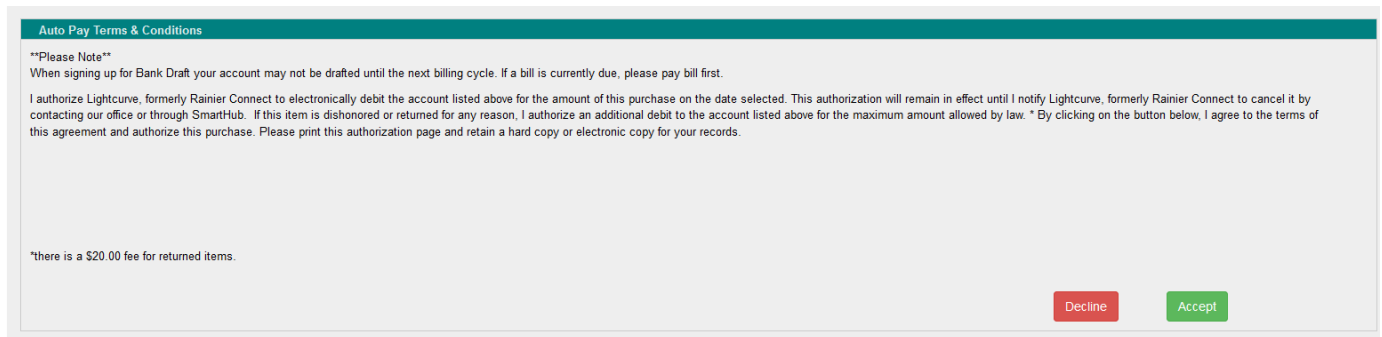 Auto Pay Terms & Conditions
**Please Note**
When signing up for Bank Draft your account may not be drafted until the next billing cycle. If a bill is currently due, please pay bill first.
I authorize Lightcurve, formerly Rainier Connect to electronically debit the account listed above for the amount of this purchase on the date selected. This authorization will remain in effect until I notify Lightcurve, formerly Rainier Connect to cancel it by
contacting our office or through SmartHub.  If this item is dishonored or returned for any reason, I authorize an additional debit to the account listed above for the maximum amount allowed by law. * By clicking on the button below, I agree to the terms of
this agreement and authorize this purchase. Please print this authorization page and retain a hard copy or electronic copy for your records.
*there is a $20.00 fee for returned items.
Decline Accept